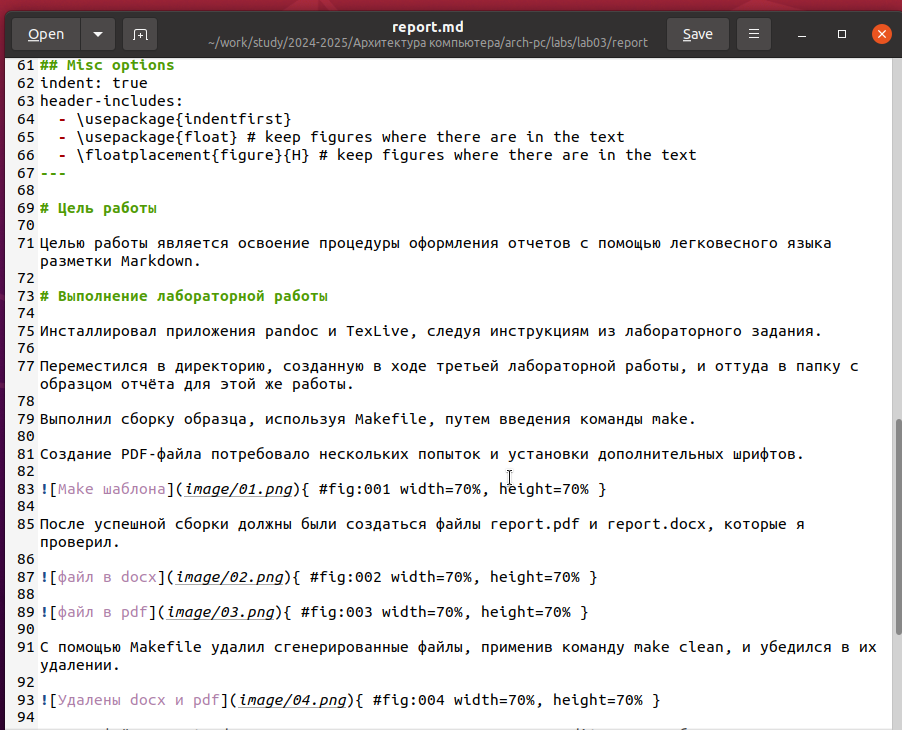 Open
report.md
~/work/study/2024-2025/Архитектура компьютера/arch-pc/labs/lab03/report
Save
61 ## Misc options
62 indent: true
63 header-includes:
64   - \usepackage{indentfirst}
65   - \usepackage{float} # keep figures where there are in the text
66   - \floatplacement{figure}{H} # keep figures where there are in the text
67 ---
68
69 # Цель работы
70
71 Целью работы является освоение процедуры оформления отчетов с помощью легковесного языка
разметки Markdown.
72
73 # Выполнение лабораторной работы
74
75 Инсталлировал приложения pandoc и TexLive, следуя инструкциям из лабораторного задания.
76
77 Переместился в директорию, созданную в ходе третьей лабораторной работы, и оттуда в папку с
образцом отчёта для этой же работы.
78
79 Выполнил сборку образца, используя Makefile, путем введения команды make.
80
81 Создание PDF-файла потребовало нескольких попыток и установки дополнительных шрифтов.
82
83 ![Make шаблона](image/01.png){ #fig:001 width=70%, height=70% }
84
85 После успешной сборки должны были создаться файлы report.pdf и report.docx, которые я
проверил.
86
87 ![файл в docx](image/02.png){ #fig:002 width=70%, height=70% }
88
89 ![файл в pdf](image/03.png){ #fig:003 width=70%, height=70% }
90
91 С помощью Makefile удалил сгенерированные файлы, применив команду make clean, и убедился в их
удалении.
92
93 ![Удалены docx и pdf](image/04.png){ #fig:004 width=70%, height=70% }
94